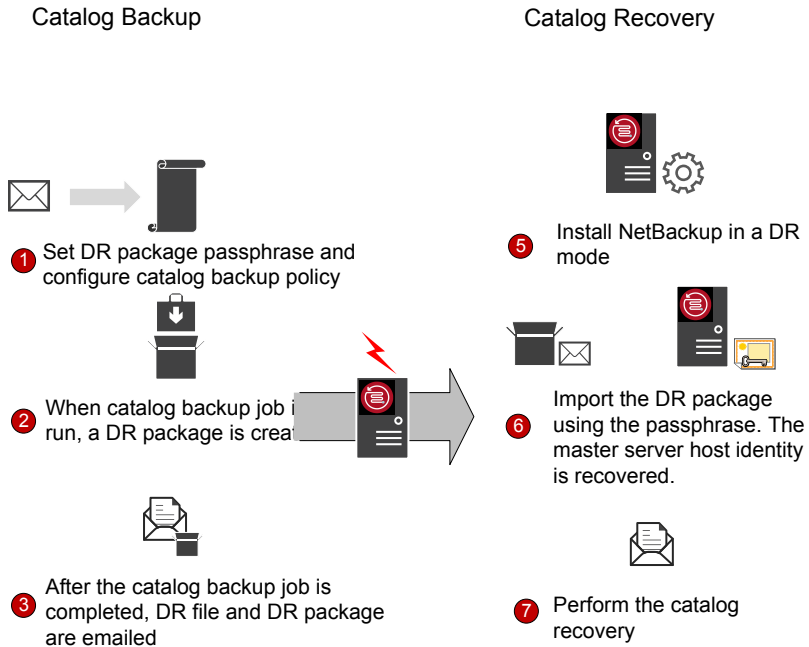 Catalog Backup
Catalog Recovery
1 Set DR package passphrase and
configure catalog backup policy
2 When catalog backup job
run, a DR package is
3 After the catalog backup job is
completed, DR file and DR package
are emailed
5 Install NetBackup in a DR
mode
6 Import the DR package
using the passphrase. The
master server host identity
is recovered.
7 Perform the catalog
recovery